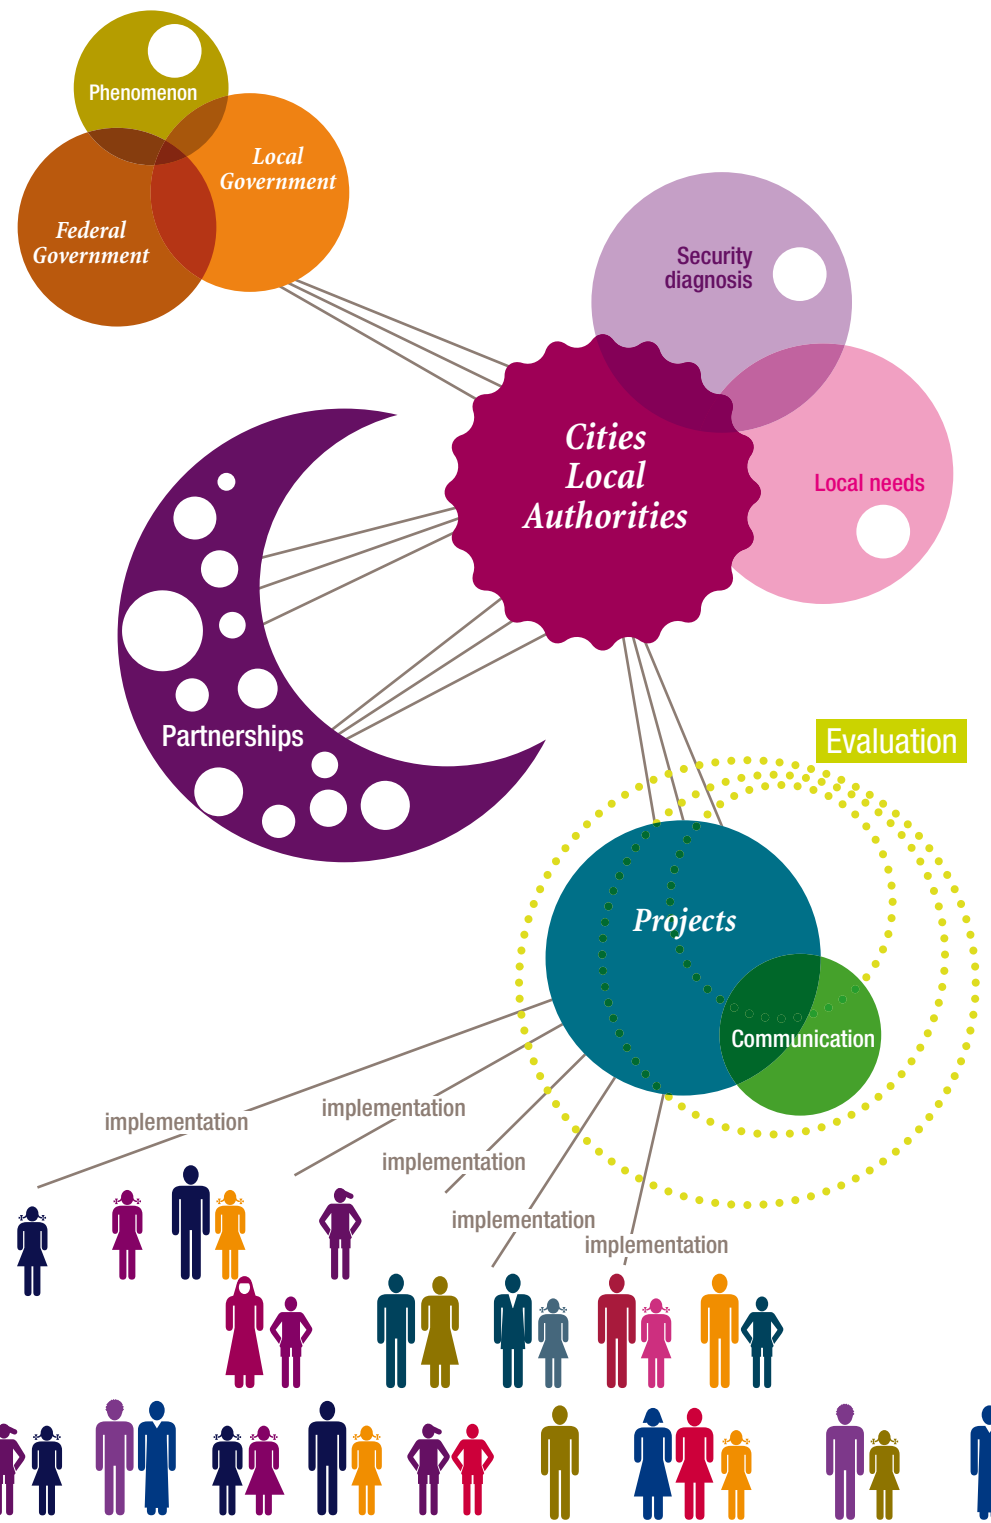 Phenomenon
Local
Government
Federal
Government
Security
diagnosis
Cities
Local
Authorities
Local needs
Partnerships
Evaluation
Projects
Communication
implementation
implementation
implementation
implementation
implementation